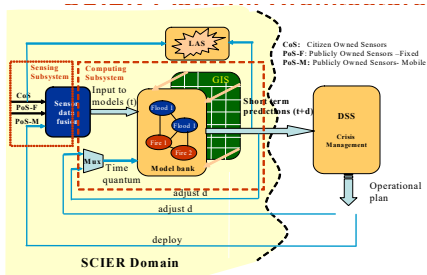 LAS
CoS: Citizen Owned Sensors
PoS-F: Publicly Owned Sensors –Fixed
PoS-M: Publicly Owned Sensors- Mobile
Sensing
Subsystem
Computing
Subsystem
GIS
CoS
PoS-F
PoS-M
Sensor
data
fusion
Input to
models (t)
Flood 1
Flood 1
Fire 1
Fire 2
Model bank
Short term
predictions (t+d)
DSS
Crisis
Management
Mux
Time
quantum
adjust d
adjust d
Operational
plan
deploy
SCIER Domain